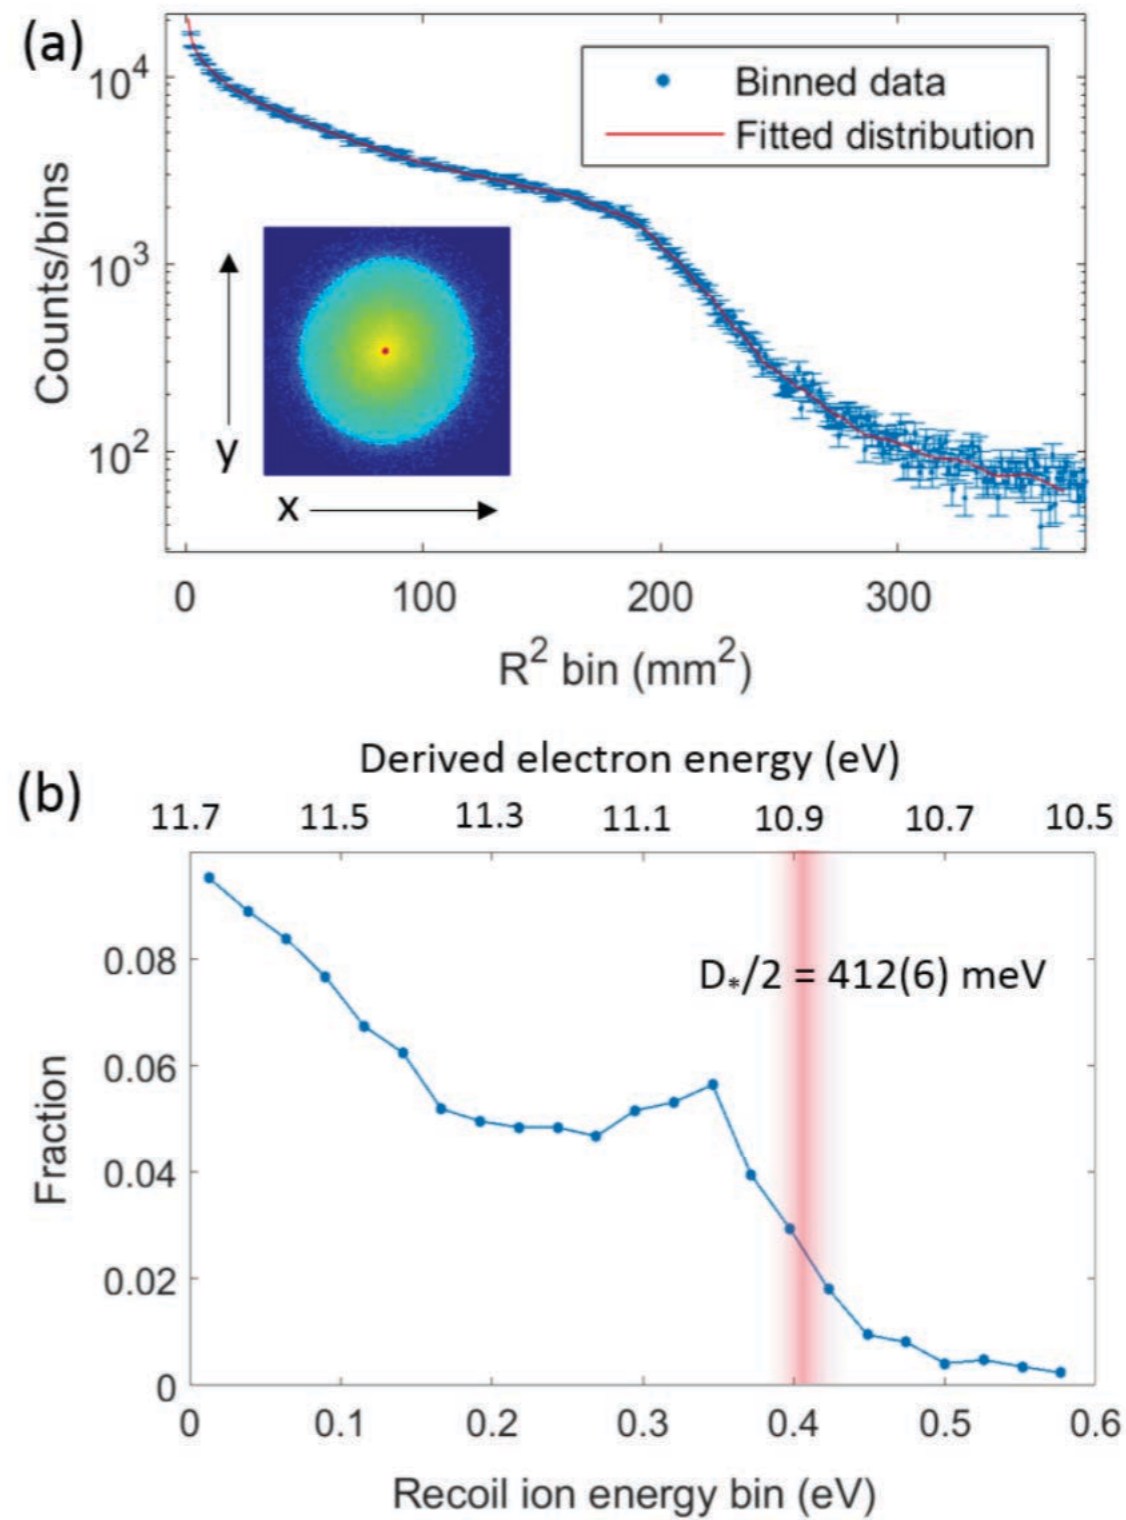 (a)
10^4
10^3
10^2
Counts/bins
Binned data
Fitted distribution
y
x
0 100 200 300
R^2 bin (mm^2)
(b)
Derived electron energy (eV)
11.7 11.5 11.3 11.1 10.9 10.7 10.5
D*/2 = 412(6) meV
0.08
0.06
0.04
0.02
0
Fraction
0 0.1 0.2 0.3 0.4 0.5 0.6
Recoil ion energy bin (eV)